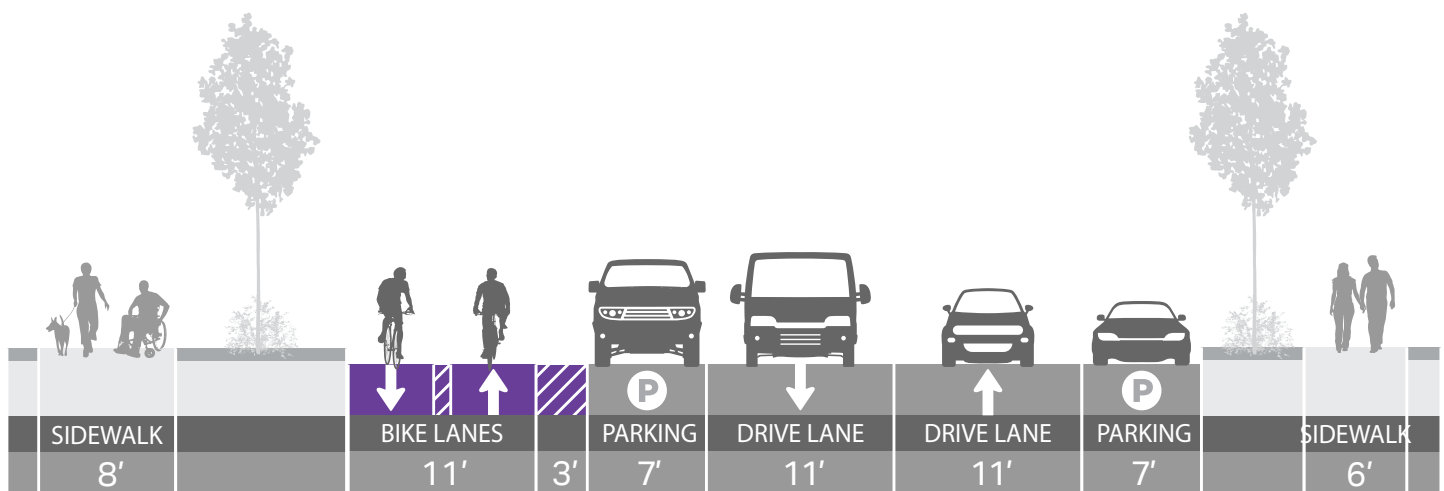 P
P
SIDEWALK
BIKE LANES
PARKING
DRIVE LANE
DRIVE LANE
PARKING
SIDEWALK
8'
11'
3'
7'
11'
11'
7'
6'